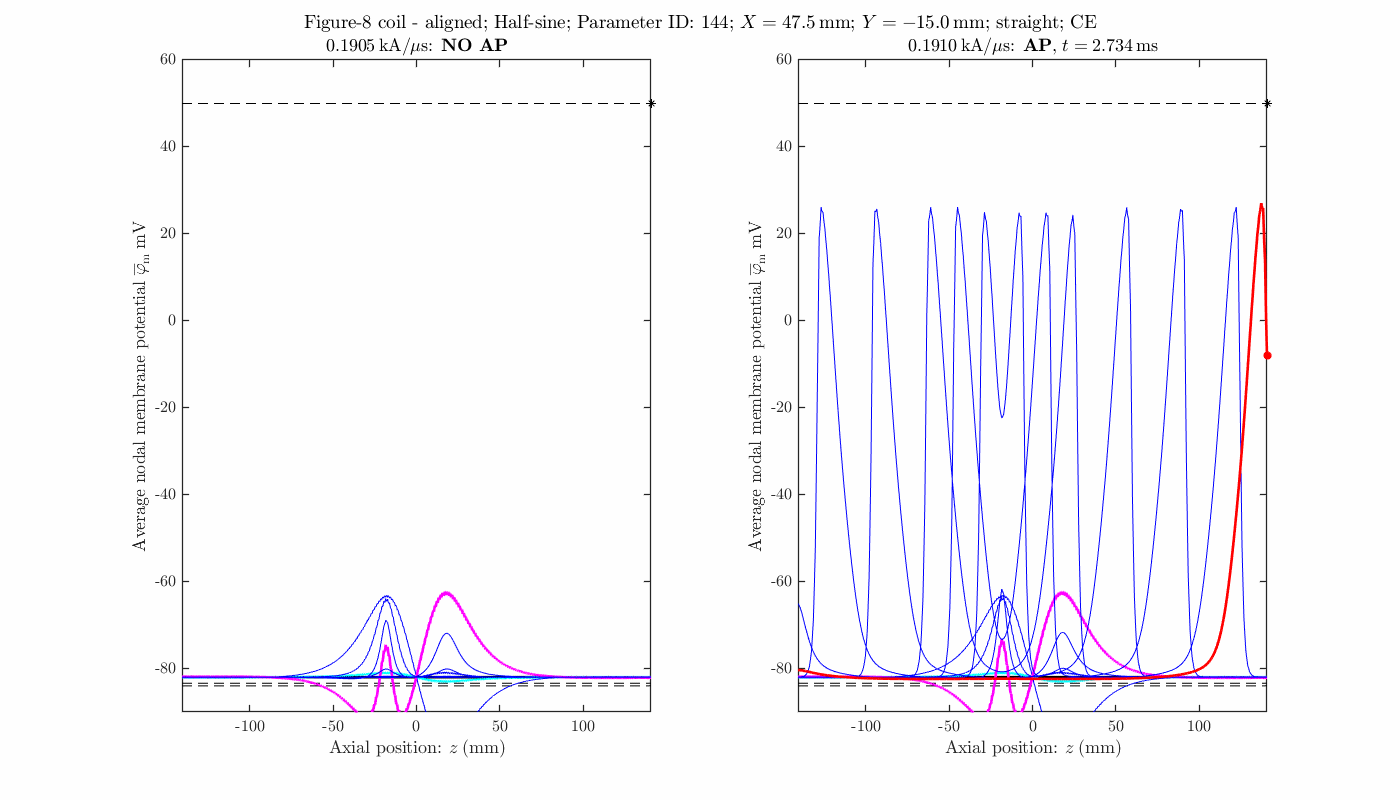 Figure-8 coil - aligned; Half-sine; Parameter ID: 144; X = 47.5 mm; Y = −15.0 mm; straight; CE
0.1905 kA/μs: NO AP
60
40
20
0
-20
-40
-60
-80
-100 -50 0 50 100
Average nodal membrane potential φ̅ₘ mV
Axial position: z (mm)
0.1910 kA/μs: AP, t = 2.734 ms
60
40
20
0
-20
-40
-60
-80
-100 -50 0 50 100
Average nodal membrane potential φ̅ₘ mV
Axial position: z (mm)